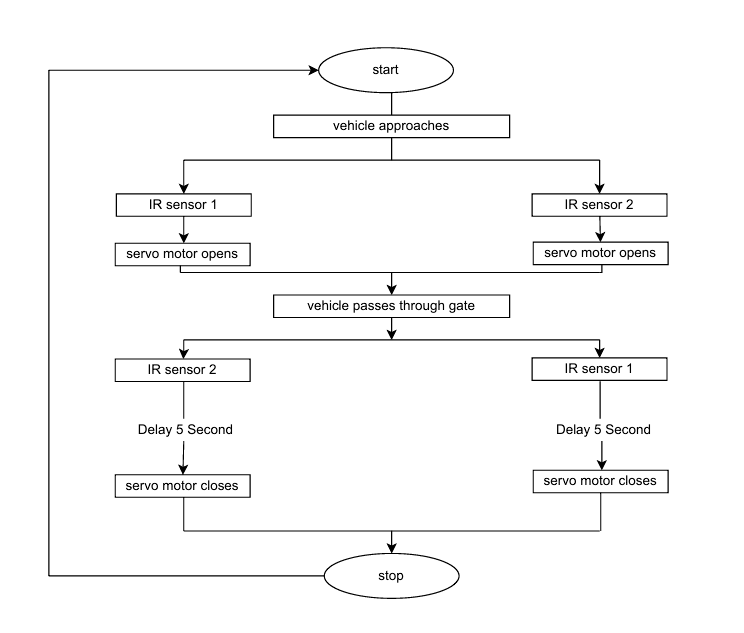 start
vehicle approaches
IR sensor 1
IR sensor 2
servo motor opens
servo motor opens
vehicle passes through gate
IR sensor 2
IR sensor 1
Delay 5 Second
Delay 5 Second
servo motor closes
servo motor closes
stop